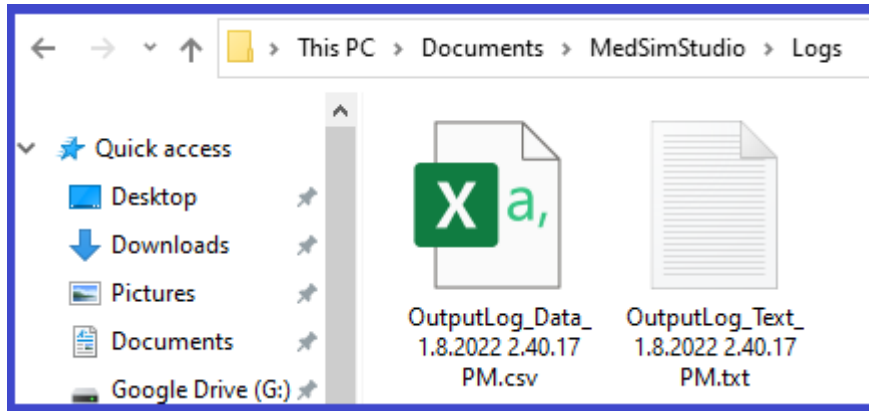 This PC > Documents > MedSimStudio > Logs
Quick access
Desktop
Downloads
Pictures
Documents
Google Drive (G:)
X a,
OutputLog_Data_
1.8.2022 2.40.17
PM.csv
OutputLog_Text_
1.8.2022 2.40.17
PM.txt